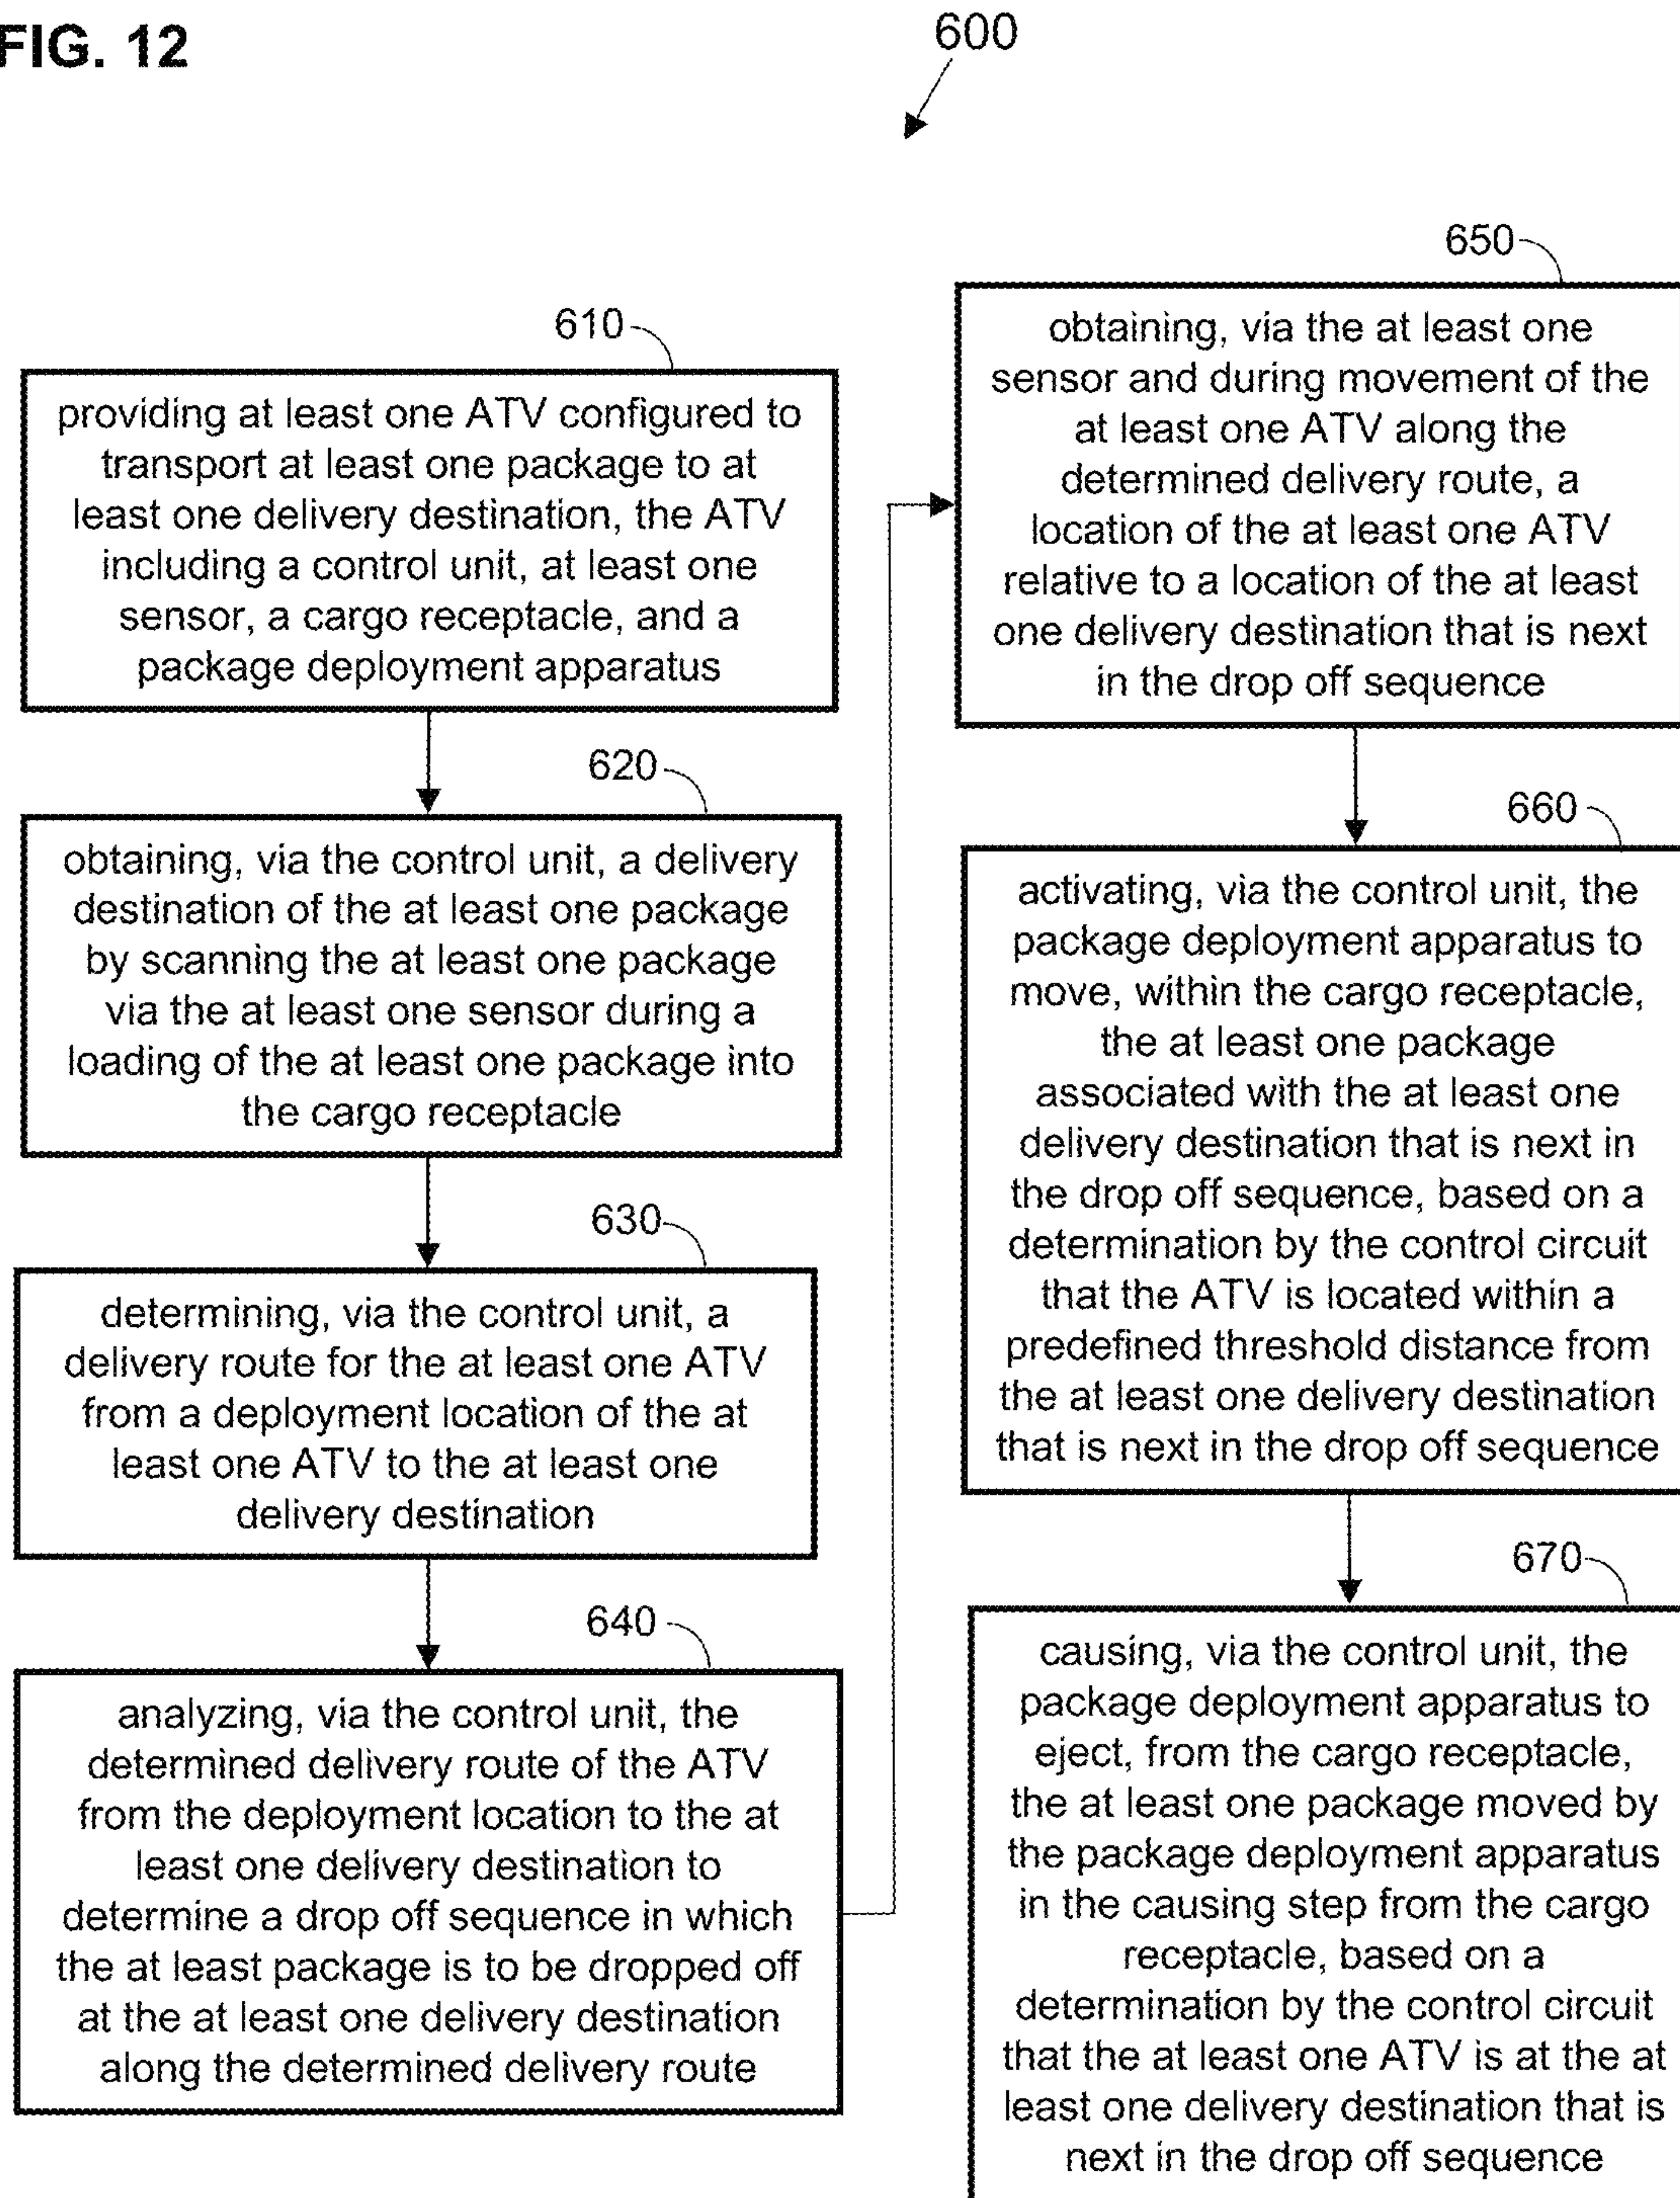 FIG. 12
600
610
providing at least one ATV configured to
transport at least one package to at
least one delivery destination, the ATV
including a control unit, at least one
sensor, a cargo receptacle, and a
package deployment apparatus
620
obtaining, via the control unit, a delivery
destination of the at least one package
by scanning the at least one package
via the at least one sensor during a
loading of the at least one package into
the cargo receptacle
630
determining, via the control unit, a
delivery route for the at least one ATV
from a deployment location of the at
least one ATV to the at least one
delivery destination
640
analyzing, via the control unit, the
determined delivery route of the ATV
from the deployment location to the at
least one delivery destination to
determine a drop off sequence in which
the at least package is to be dropped off
at the at least one delivery destination
along the determined delivery route
650
obtaining, via the at least one
sensor and during movement of the
at least one ATV along the
determined delivery route, a
location of the at least one ATV
relative to a location of the at least
one delivery destination that is next
in the drop off sequence
660
activating, via the control unit, the
package deployment apparatus to
move, within the cargo receptacle,
the at least one package
associated with the at least one
delivery destination that is next in
the drop off sequence, based on a
determination by the control circuit
that the ATV is located within a
predefined threshold distance from
the at least one delivery destination
that is next in the drop off sequence
670
causing, via the control unit, the
package deployment apparatus to
eject, from the cargo receptacle,
the at least one package moved by
the package deployment apparatus
in the causing step from the cargo
receptacle, based on a
determination by the control circuit
that the at least one ATV is at the at
least one delivery destination that is
next in the drop off sequence